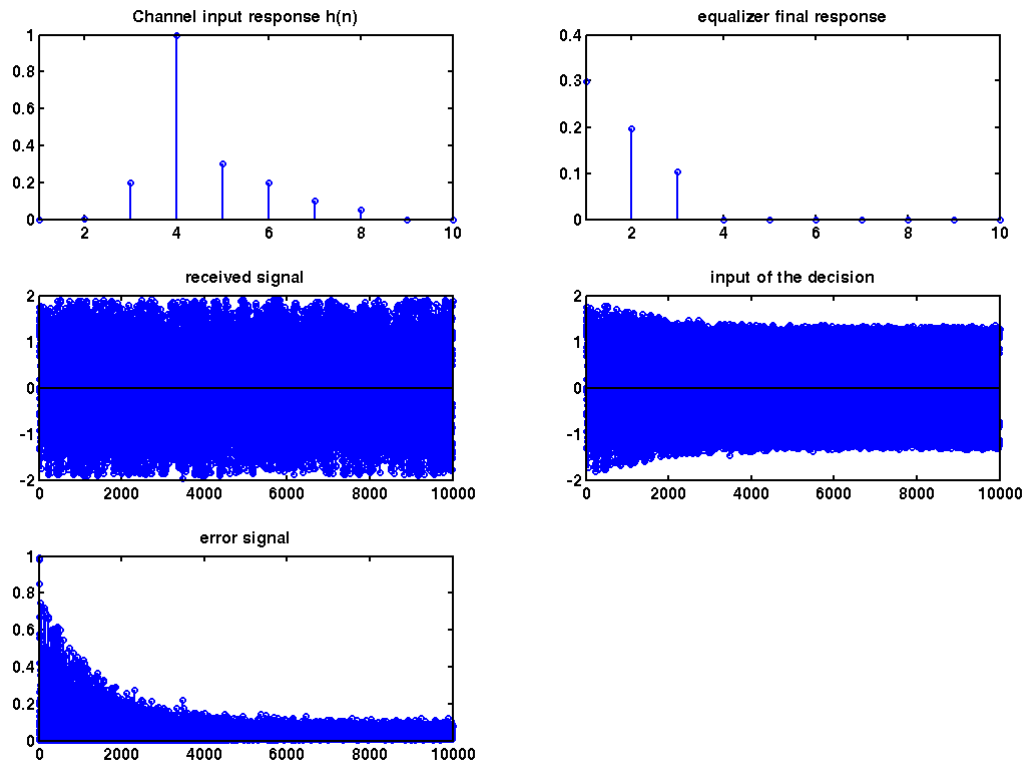 Channel input response h(n)
1
0.8
0.6
0.4
0.2
0
2 4 6 8 10
equalizer final response
0.4
0.3
0.2
0.1
0
2 4 6 8 10
received signal
2
1
0
-1
-2
0 2000 4000 6000 8000 10000
input of the decision
2
1
0
-1
-2
0 2000 4000 6000 8000 10000
error signal
1
0.8
0.6
0.4
0.2
0
0 2000 4000 6000 8000 10000